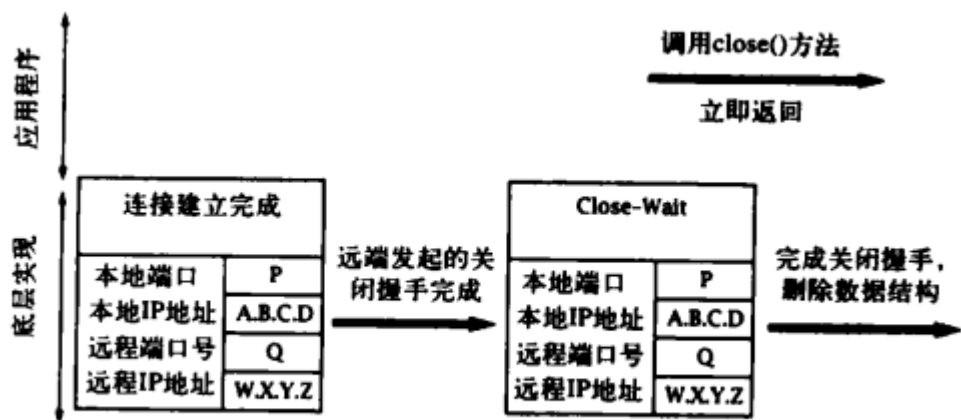 应用程序
调用close()方法
立即返回
底层实现
连接建立完成
本地端口 P
本地IP地址 A.B.C.D
远程端口号 Q
远程IP地址 W.X.Y.Z
远端发起的关
闭握手完成
Close-Wait
本地端口 P
本地IP地址 A.B.C.D
远程端口号 Q
远程IP地址 W.X.Y.Z
完成关闭握手，
删除数据结构